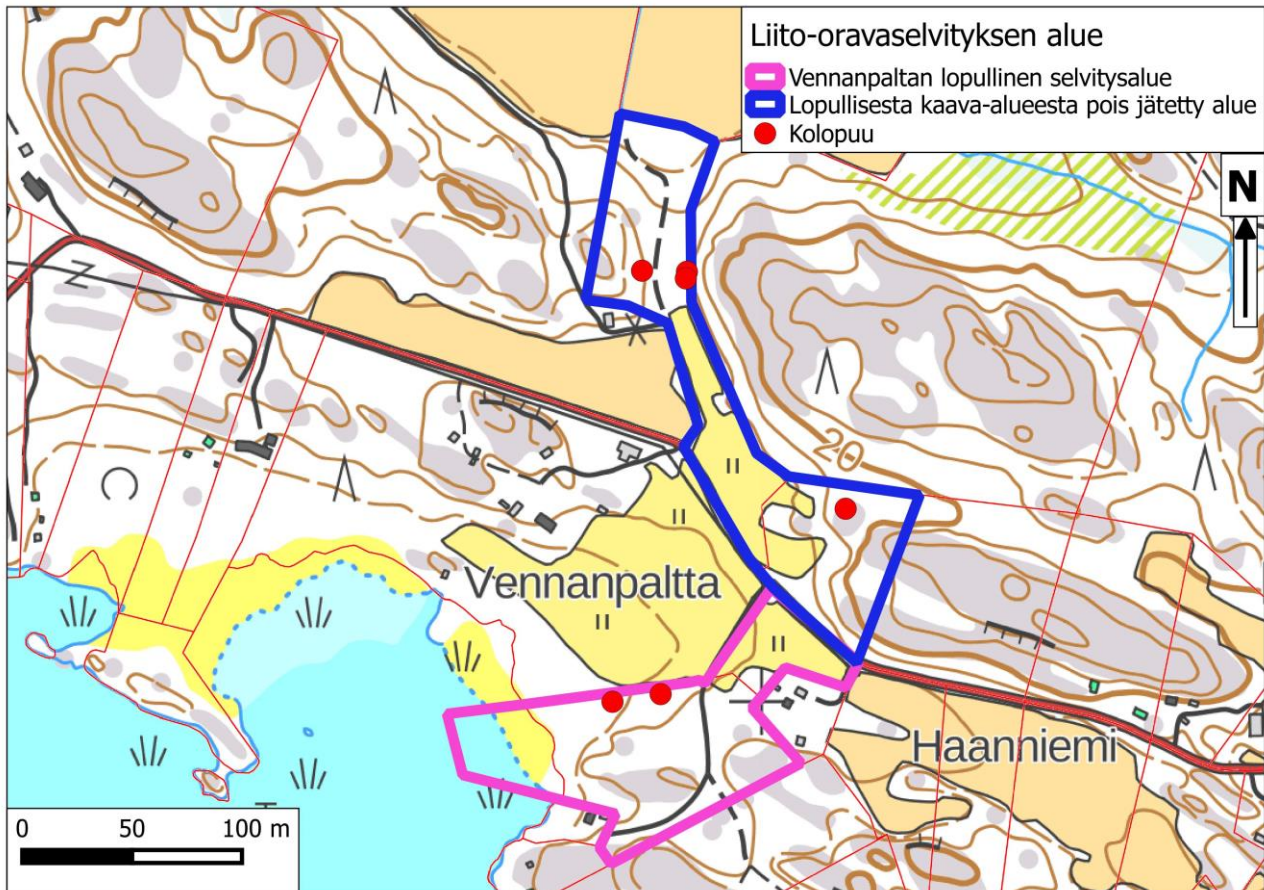 Liito-oravaselvityksen alue
Vennanpaltan lopullinen selvitysalue
Lopullisesta kaava-alueesta pois jätetty alue
Kolopuu
N
20
Vennanpaltta
Haanniemi
0 50 100 m